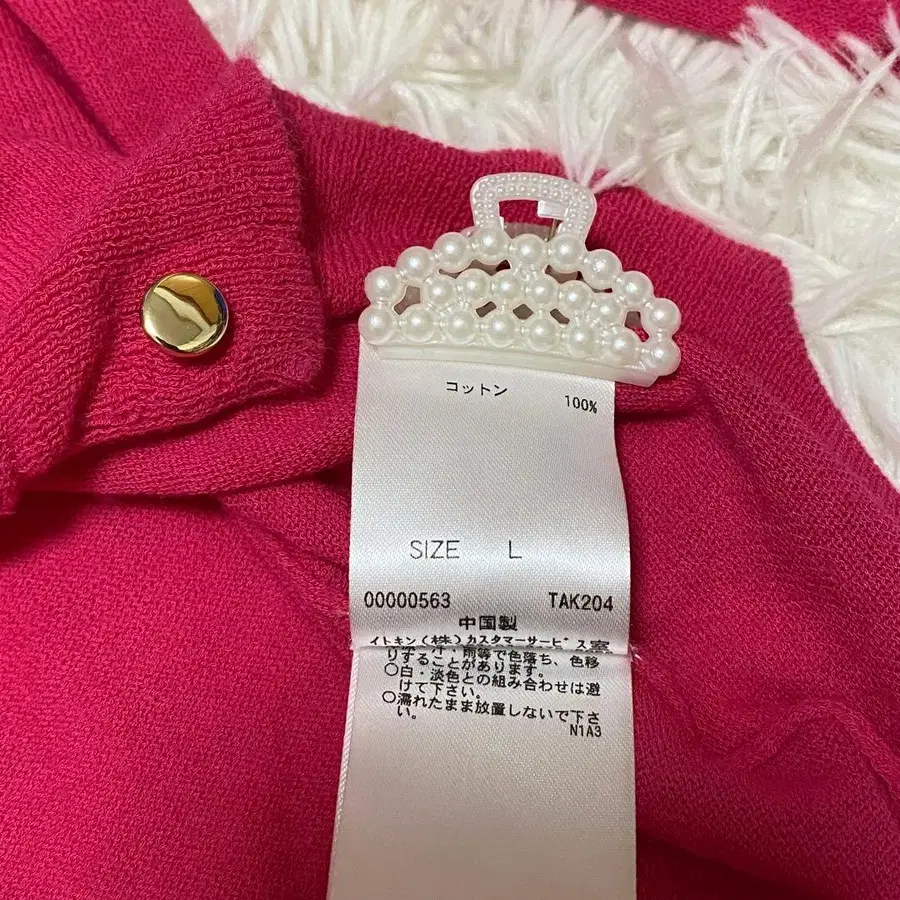 コットン
100%
SIZE L
00000563 TAK204
中国製
イトキン(株)カスタマーサービス室
汗・雨等で色落ち、色移
りすることがあります。
○白・淡色との組み合わせは避
けて下さい。
○濡れたまま放置しないで下さ
い。
N1A3